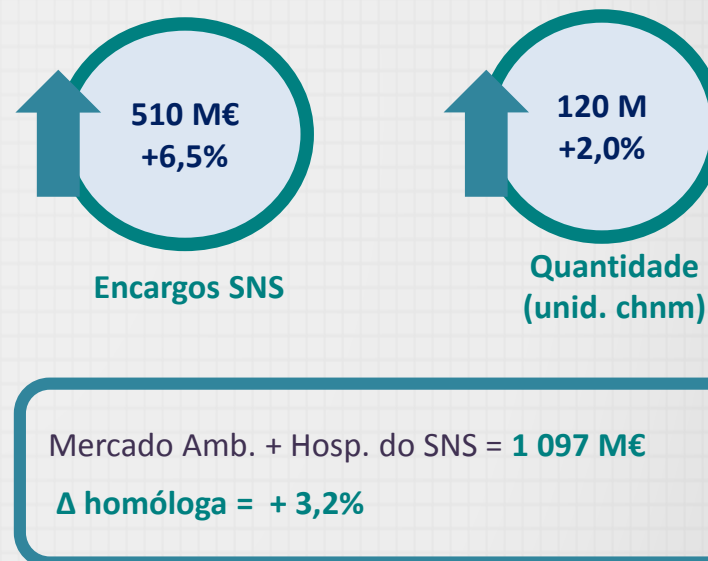 510 M€
+6,5%
Encargos SNS
120 M
+2,0%
Quantidade
(unid. chnm)
Mercado Amb. + Hosp. do SNS = 1 097 M€
Δ homóloga = + 3,2%